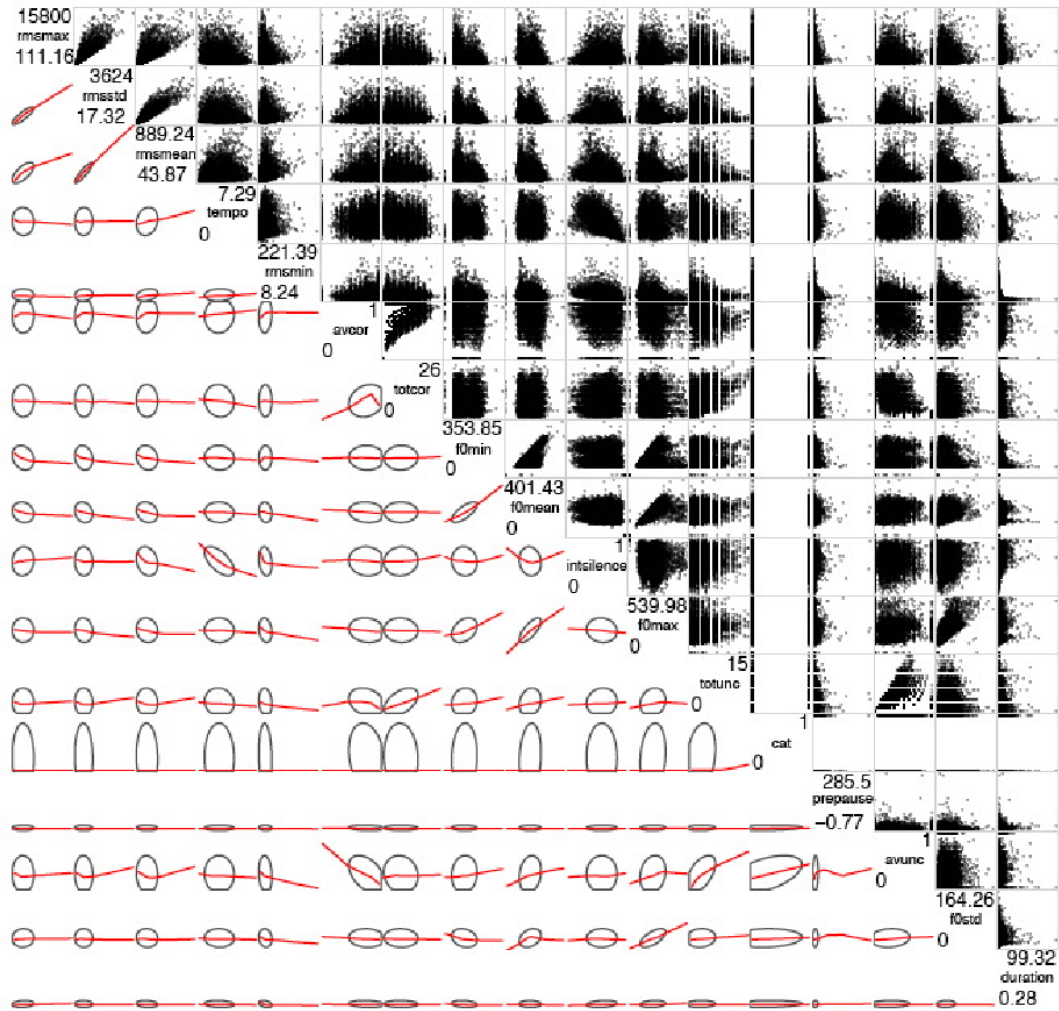 15800
rmsmax
111.16
3624
rmsstd
17.32
889.24
rmsmean
43.87
7.29
tempo
0
221.39
rmsmin
8.24
1
avcor
0
26
totcor
0
353.85
f0min
0
401.43
f0mean
0
1
intsilence
0
539.98
f0max
0
15
totunc
0
1
cat
0
285.5
prepause
−0.77
1
avunc
0
164.26
f0std
0
99.32
duration
0.28